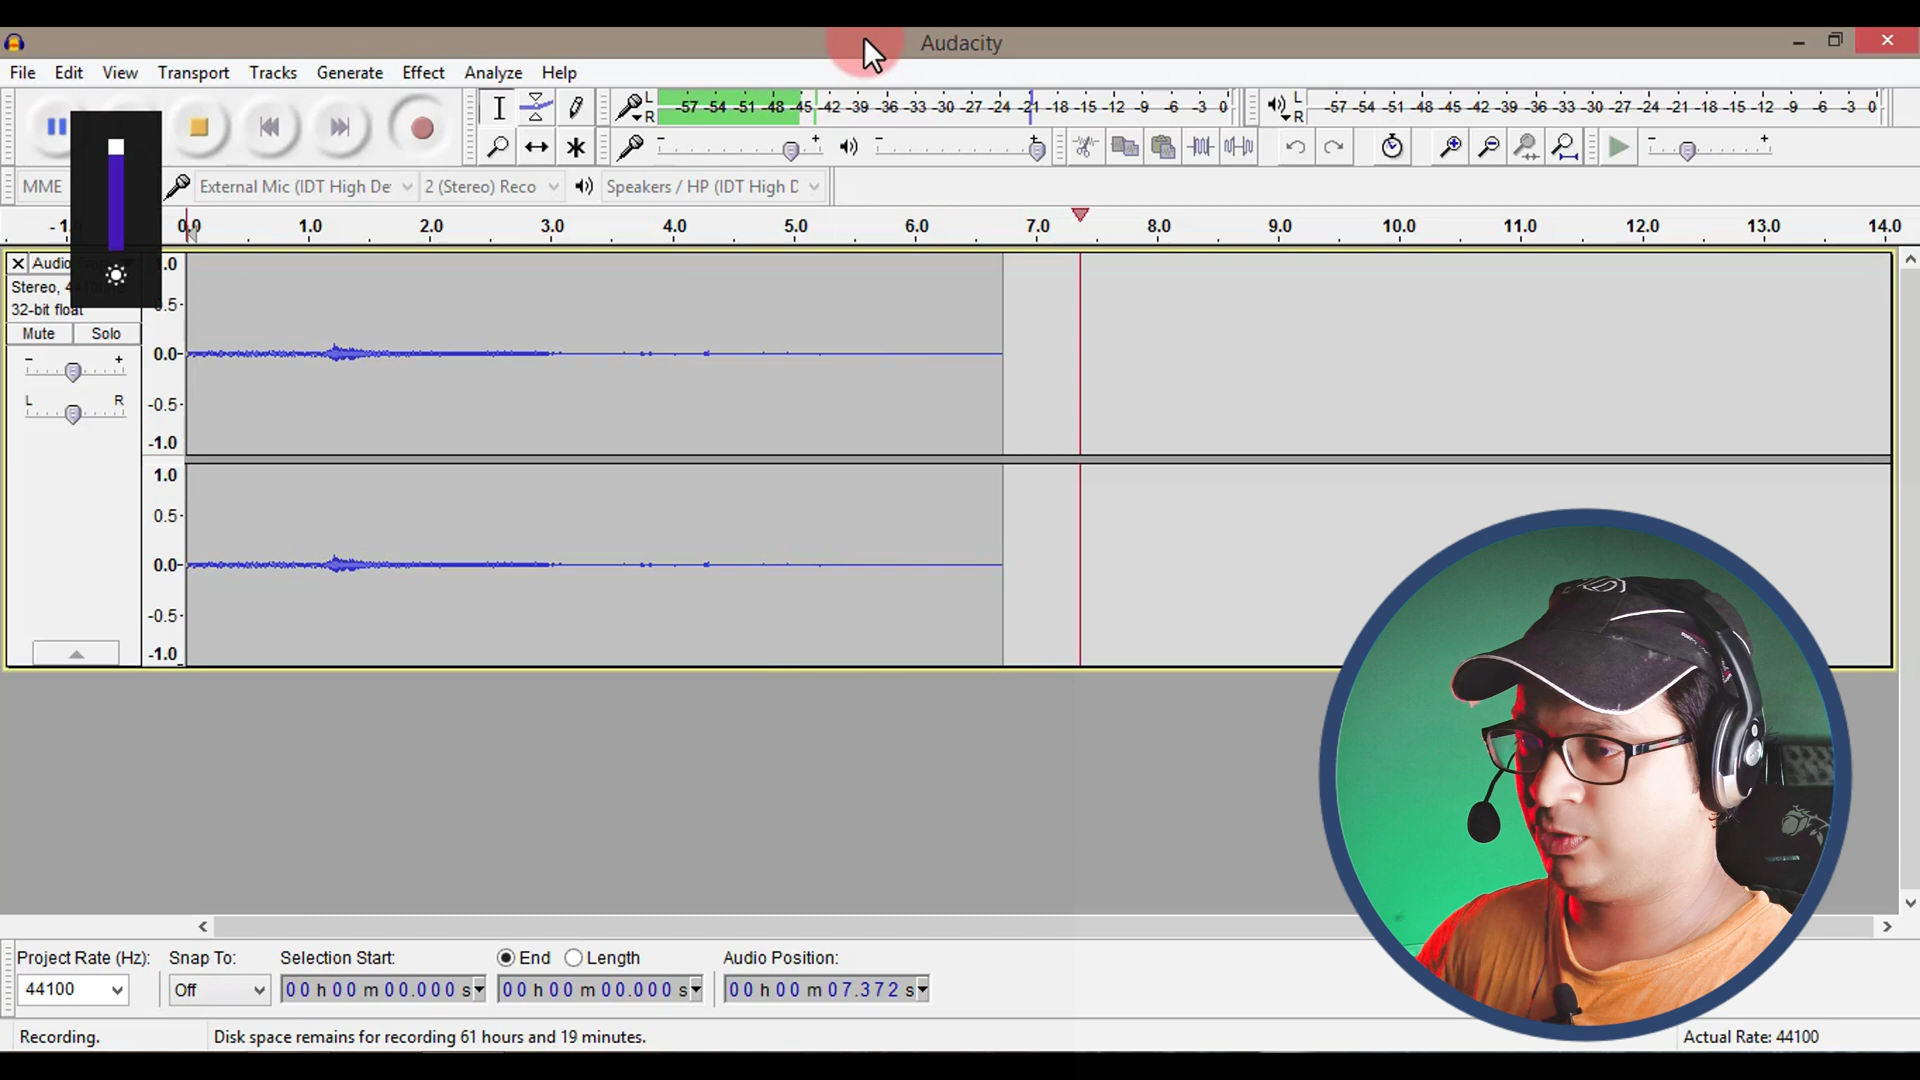 Audacity
File Edit View Transport Tracks Generate Effect Analyze Help
L R -57 -54 -51 -48 -45 -42 -39 -36 -33 -30 -27 -24 -21 -18 -15 -12 -9 -6 -3 0 L R -57 -54 -51 -48 -45 -42 -39 -36 -33 -30 -27 -24 -21 -18 -15 -12 -9 -6 -3 0
MME External Mic (IDT High De 2 (Stereo) Reco Speakers / HP (IDT High D
0.0 1.0 2.0 3.0 4.0 5.0 6.0 7.0 8.0 9.0 10.0 11.0 12.0 13.0 14.0
Audio
Stereo,
32-bit float
Mute Solo
- +
L R
0.0
-0.5
-1.0
1.0
0.5
0.0
-0.5
-1.0
Project Rate (Hz): Snap To: Selection Start: End Length Audio Position:
44100 Off 00 h 00 m 00.000 s 00 h 00 m 00.000 s 00 h 00 m 07.372 s
Recording. Disk space remains for recording 61 hours and 19 minutes. Actual Rate: 44100